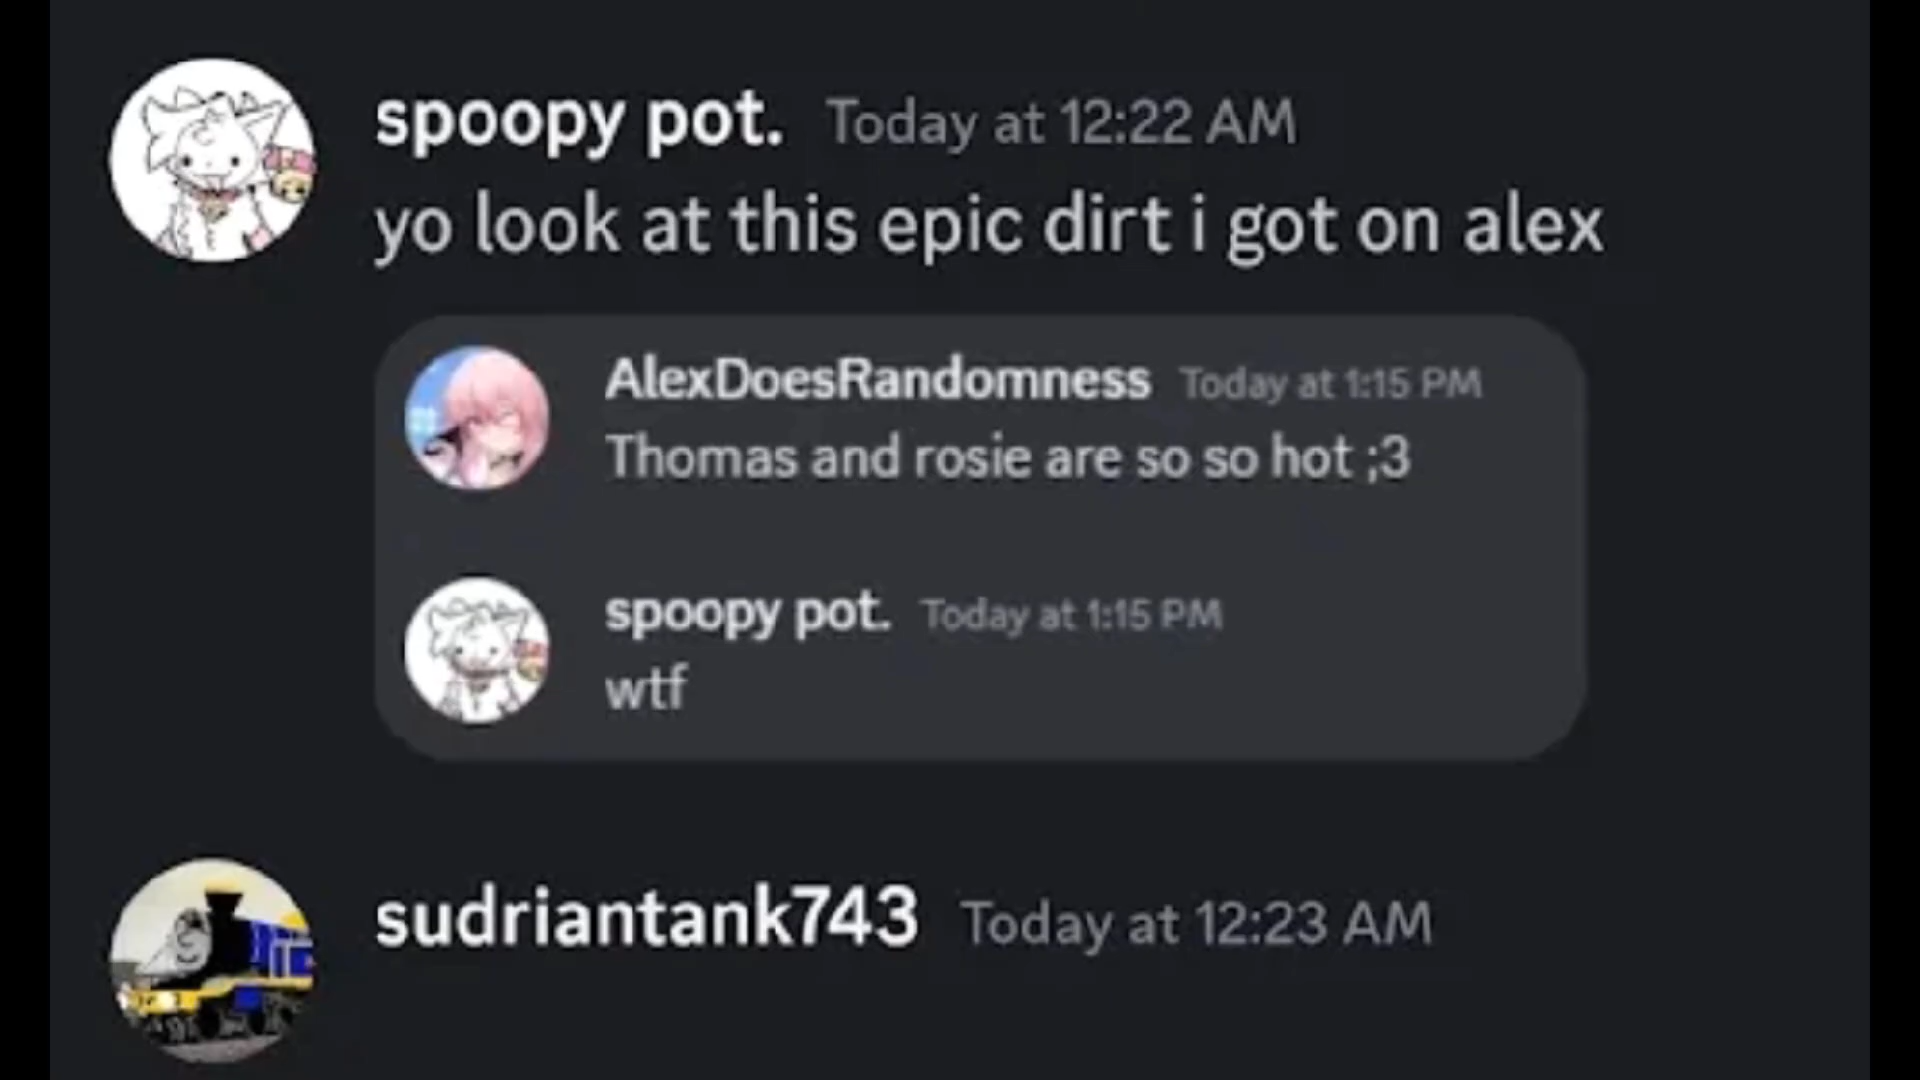 spoopy pot. Today at 12:22 AM
yo look at this epic dirt i got on alex
AlexDoesRandomness Today at 1:15 PM
Thomas and rosie are so so hot ;3
spoopy pot. Today at 1:15 PM
wtf
sudriantank743 Today at 12:23 AM